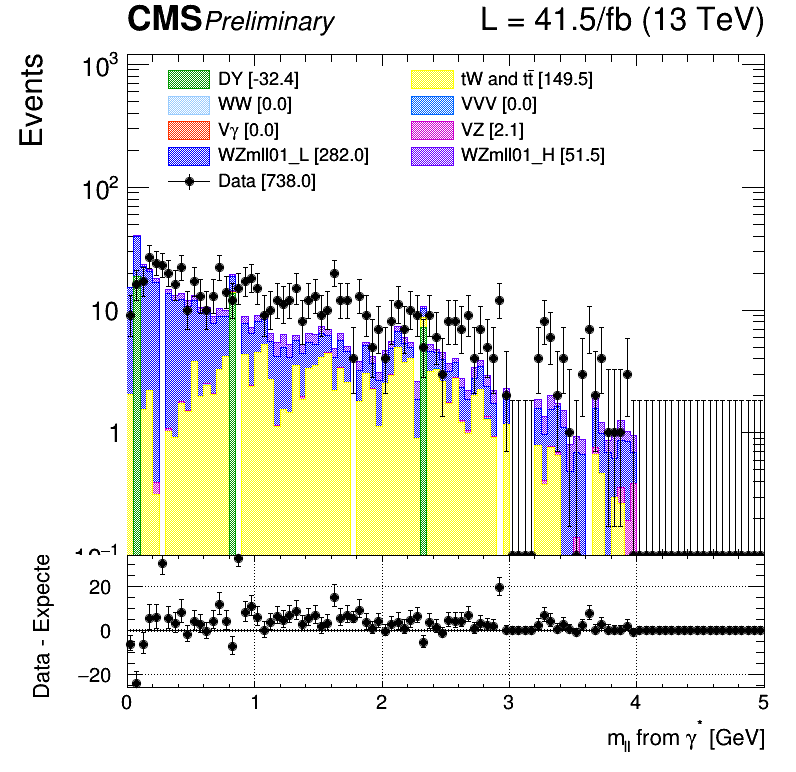 CMS Preliminary L = 41.5/fb (13 TeV)
Events
10³
10²
10
1
10⁻¹
DY [-32.4]
tW and tt̄ [149.5]
WW [0.0]
VVV [0.0]
Vγ [0.0]
VZ [2.1]
WZmll01_L [282.0]
WZmll01_H [51.5]
Data [738.0]
Data - Expecte
20
0
−20
0 1 2 3 4 5
m_ll from γ* [GeV]